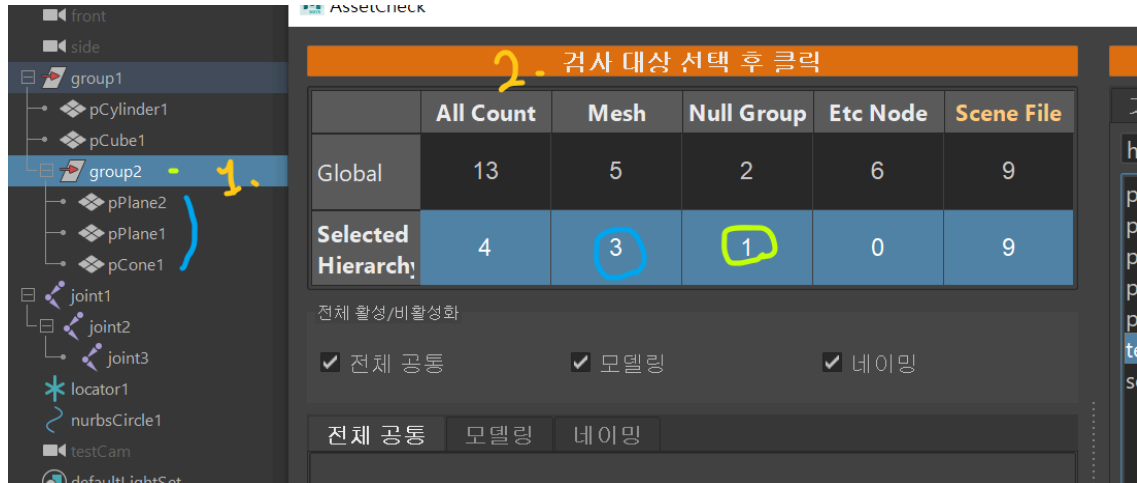 front
side
group1
pCylinder1
pCube1
group2
- 1.
pPlane2
pPlane1
pCone1
joint1
joint2
joint3
locator1
nurbsCircle1
testCam
defaultLightSet
AssetCheck
2. 검사 대상 선택 후 클릭
All Count Mesh Null Group Etc Node Scene File
Global 13 5 2 6 9
Selected
Hierarchy 4 3 1 0 9
전체 활성/비활성화
전체 공통 모델링 네이밍
전체 공통 모델링 네이밍